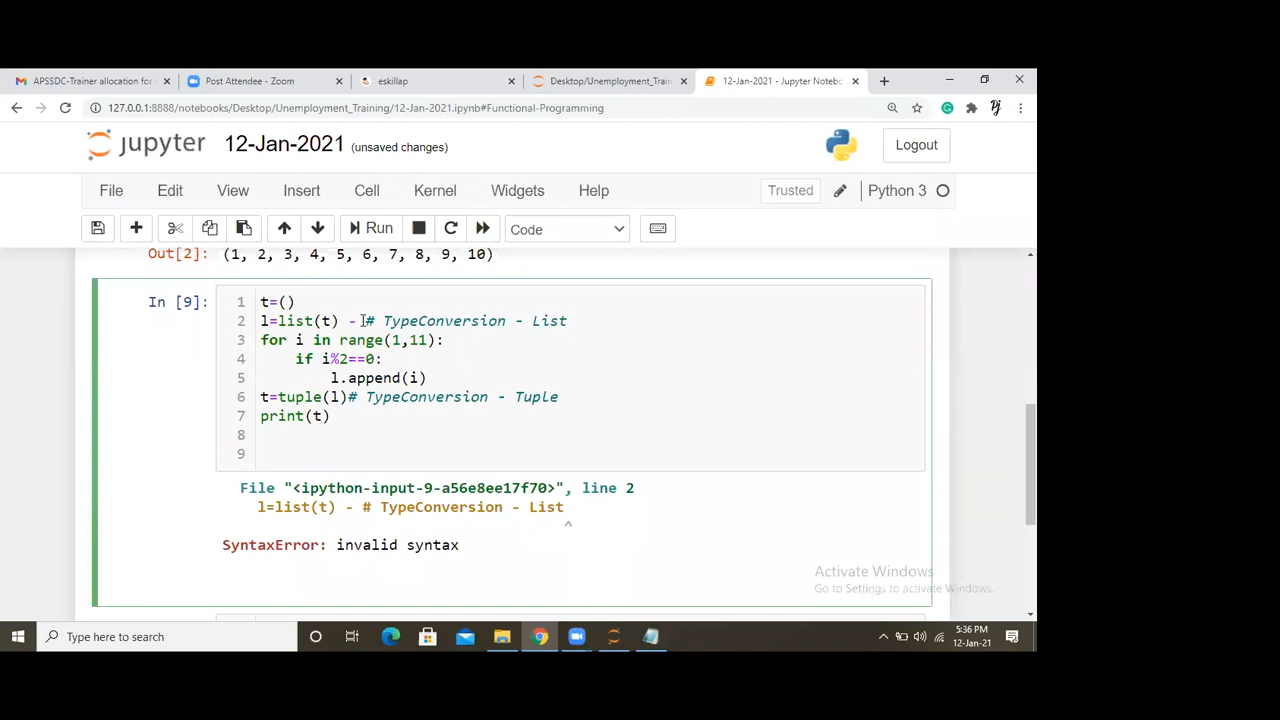 APSSDC-Trainer allocation for
Post Attendee - Zoom
eskillap
Desktop/Unemployment_Train
12-Jan-2021 - Jupyter Notebo
127.0.0.1:8888/notebooks/Desktop/Unemployment_Training/12-Jan-2021.ipynb#Functional-Programming
jupyter 12-Jan-2021 (unsaved changes) Logout
File Edit View Insert Cell Kernel Widgets Help Trusted Python 3
Run Code
Out[2]: (1, 2, 3, 4, 5, 6, 7, 8, 9, 10)
In [9]:
1 t=()
2 l=list(t) - # TypeConversion - List
3 for i in range(1,11):
4 if i%2==0:
5 l.append(i)
6 t=tuple(l)# TypeConversion - Tuple
7 print(t)
8
9
File "<ipython-input-9-a56e8ee17f70>", line 2
l=list(t) - # TypeConversion - List
^
SyntaxError: invalid syntax
Activate Windows
Go to Settings to activate Windows.
Type here to search
5:36 PM
12-Jan-21